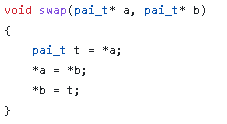 void swap(pai_t* a, pai_t* b)
{
    pai_t t = *a;
    *a = *b;
    *b = t;
}